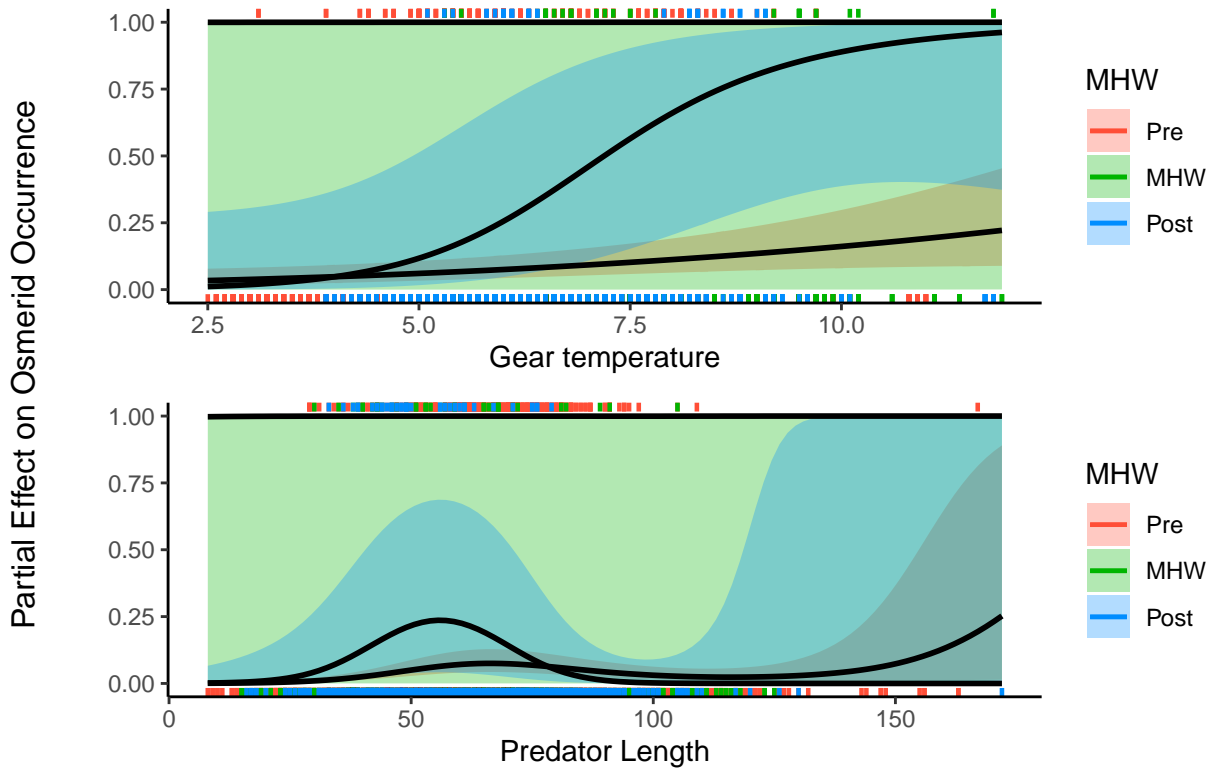 Partial Effect on Osmerid Occurrence
1.00
0.75
0.50
0.25
0.00
2.5 5.0 7.5 10.0
Gear temperature
MHW
Pre
MHW
Post
1.00
0.75
0.50
0.25
0.00
0 50 100 150
Predator Length
MHW
Pre
MHW
Post